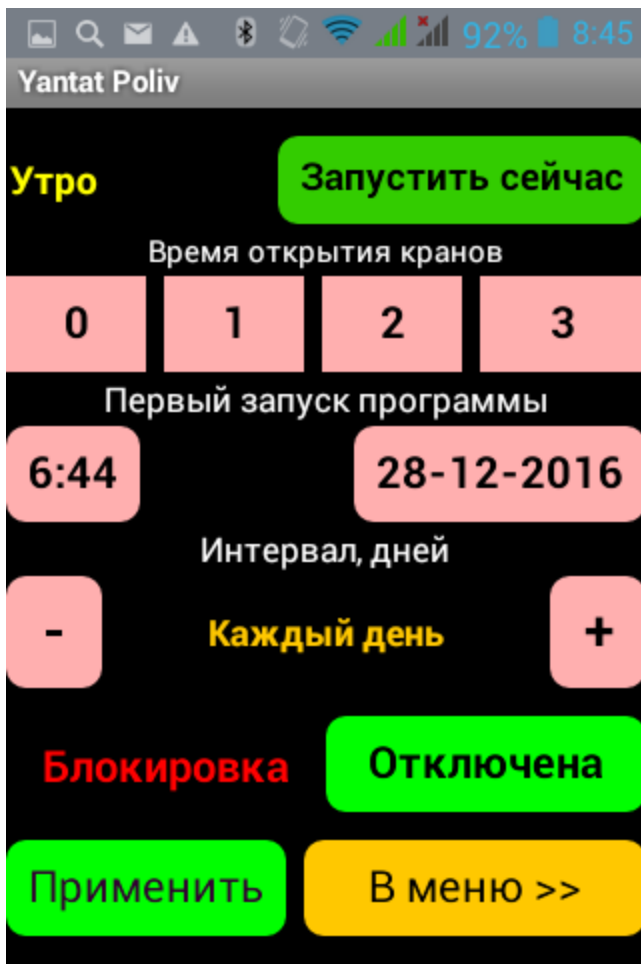 92% 8:45
Yantat Poliv
Утро Запустить сейчас
Время открытия кранов
0 1 2 3
Первый запуск программы
6:44 28-12-2016
Интервал, дней
- Каждый день +
Блокировка Отключена
Применить В меню >>